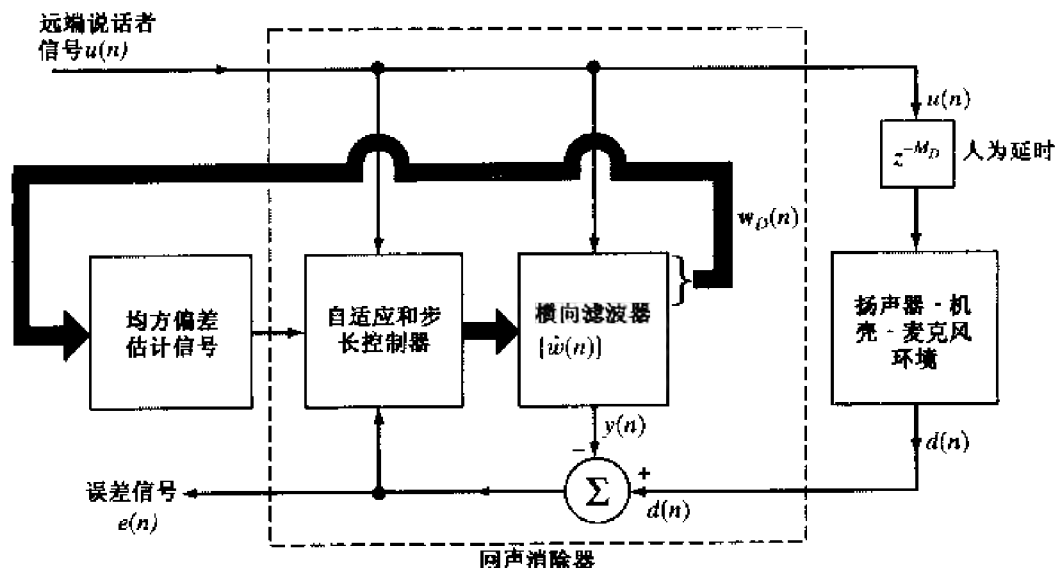 远端说话者
信号u(n)
u(n)
z^{-M_D}
人为延时
w_D(n)
均方偏差
估计信号
自适应和步
长控制器
横向滤波器
{ŵ(n)}
扬声器-机
壳-麦克风
环境
y(n)
d(n)
−
+
Σ
d(n)
误差信号
e(n)
回声消除器